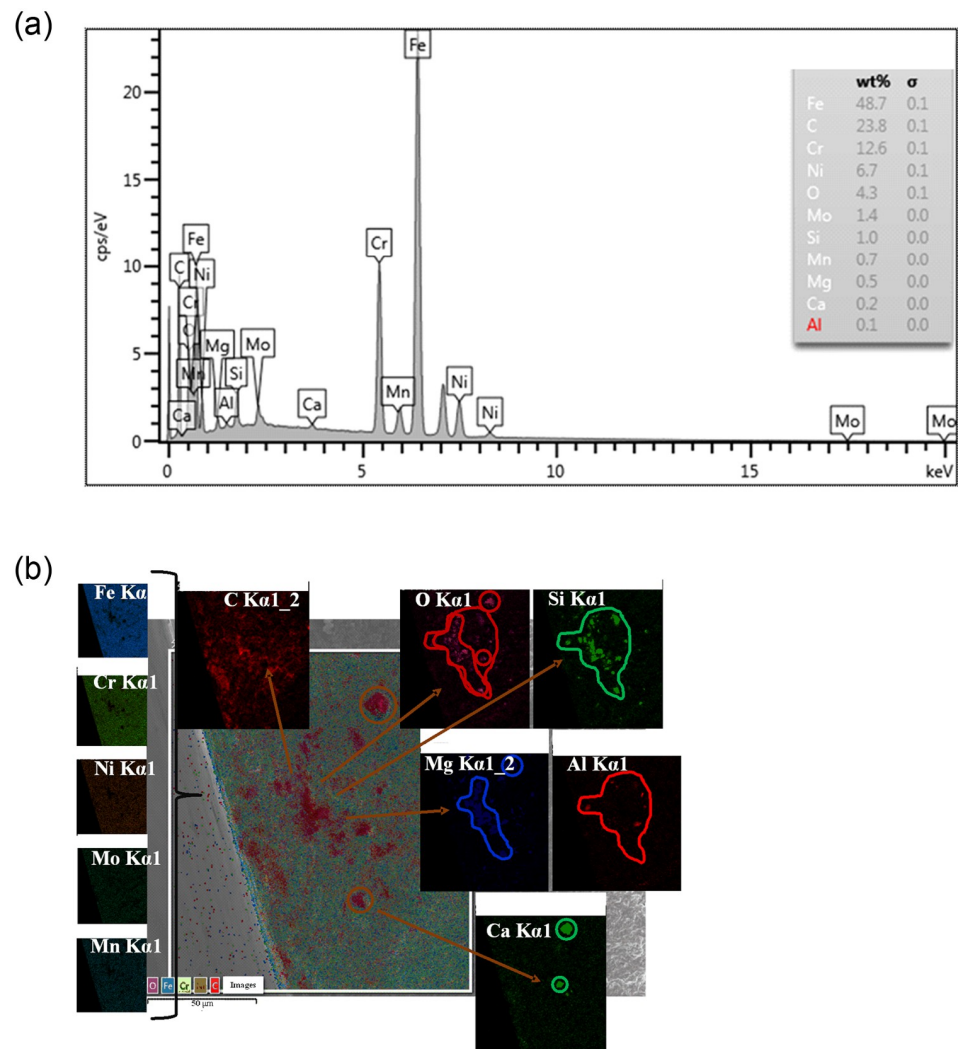 (a)
cps/eV
20
15
10
5
0
0 5 10 15 keV
Fe
Fe
C
Ni
Cr
Mn
Ca
Mg
Al
Si
Mo
Ca
Cr
Mn
Ni
Ni
Mo
Mo
wt% σ
Fe 48.7 0.1
C 23.8 0.1
Cr 12.6 0.1
Ni 6.7 0.1
O 4.3 0.1
Mo 1.4 0.0
Si 1.0 0.0
Mn 0.7 0.0
Mg 0.5 0.0
Ca 0.2 0.0
Al 0.1 0.0
(b)
Fe Kα
Cr Kα1
Ni Kα1
Mo Kα1
Mn Kα1
C Kα1_2
O Kα1
Si Kα1
Mg Kα1_2
Al Kα1
Ca Kα1
O Fe Cr C Images
50 μm